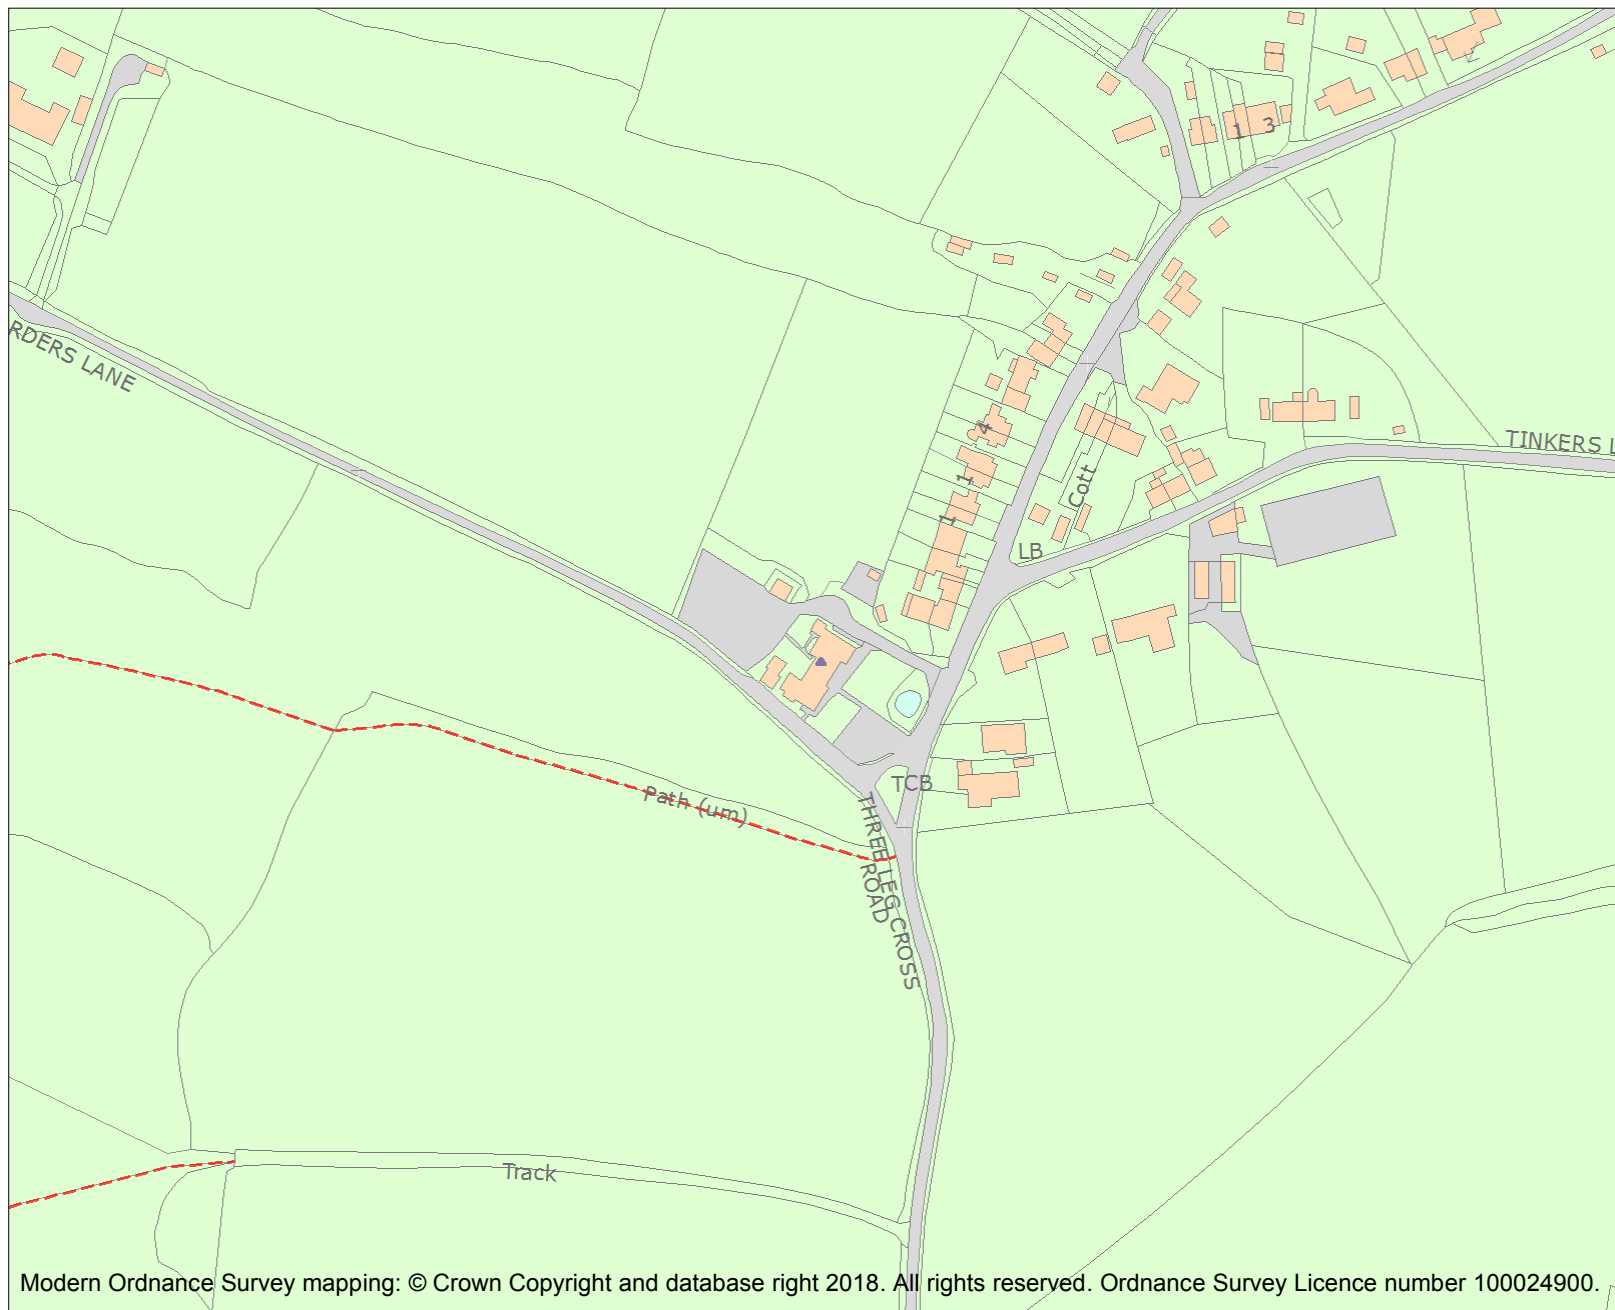 1 3
RDERS LANE
4
TINKERS L
1
Cott
1
LB
TCB
Path (um)
THREE LEG CROSS
ROAD
Track
Modern Ordnance Survey mapping: © Crown Copyright and database right 2018. All rights reserved. Ordnance Survey Licence number 100024900.